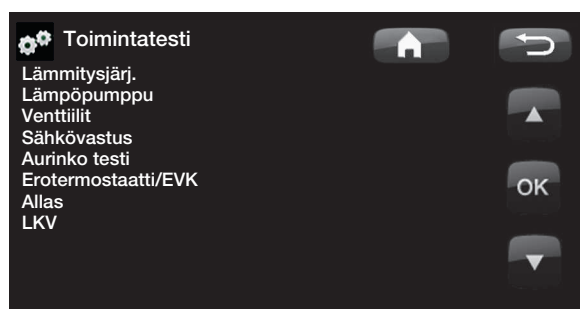 Toimintatesti
Lämmitysjärj.
Lämpöpumppu
Venttiilit
Sähkövastus
Aurinko testi
Erotermostaatti/EVK
Allas
LKV
OK